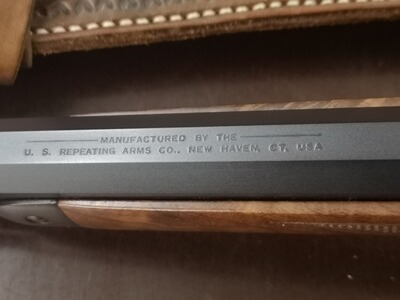 MANUFACTURED BY THE
U. S. REPEATING ARMS CO., NEW HAVEN, CT. USA